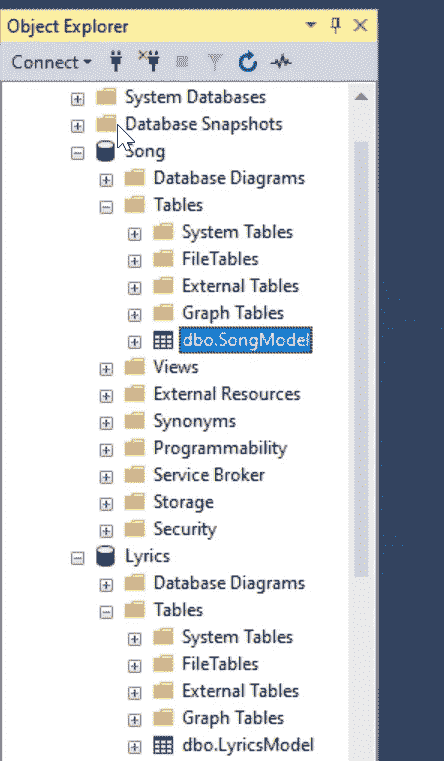 Object Explorer
Connect
System Databases
Database Snapshots
Song
Database Diagrams
Tables
System Tables
FileTables
External Tables
Graph Tables
dbo.SongModel
Views
External Resources
Synonyms
Programmability
Service Broker
Storage
Security
Lyrics
Database Diagrams
Tables
System Tables
FileTables
External Tables
Graph Tables
dbo.LyricsModel